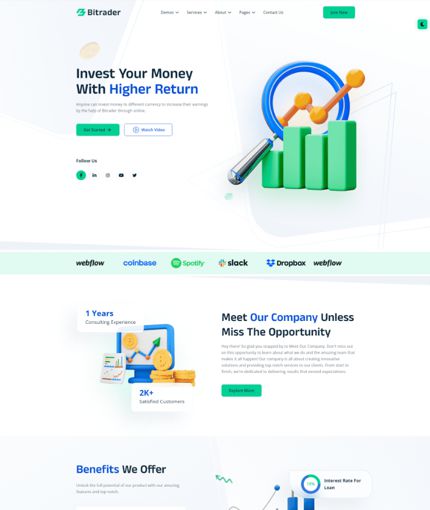 Bitrader
Demos Services About Pages Contact Us
Join Now
Invest Your Money
With Higher Return
Anyone can invest money to different currency to increase their earnings
by the help of Bitrader through online.
Get Started
Watch Video
Follow Us
webflow coinbase Spotify slack Dropbox webflow
1 Years
Consulting Experience
2K+
Satisfied Customers
Meet Our Company Unless
Miss The Opportunity
Hey there! So glad you stopped by to Meet Our Company. Don't miss out
on this opportunity to learn about what we do and the amazing team that
makes it all happen! Our company is all about creating innovative
solutions and providing top-notch services to our clients. From start to
finish, we're dedicated to delivering results that exceed expectations.
Explore More
Benefits We Offer
Unlock the full potential of our product with our amazing
features and top-notch.
Interest Rate For
Loan